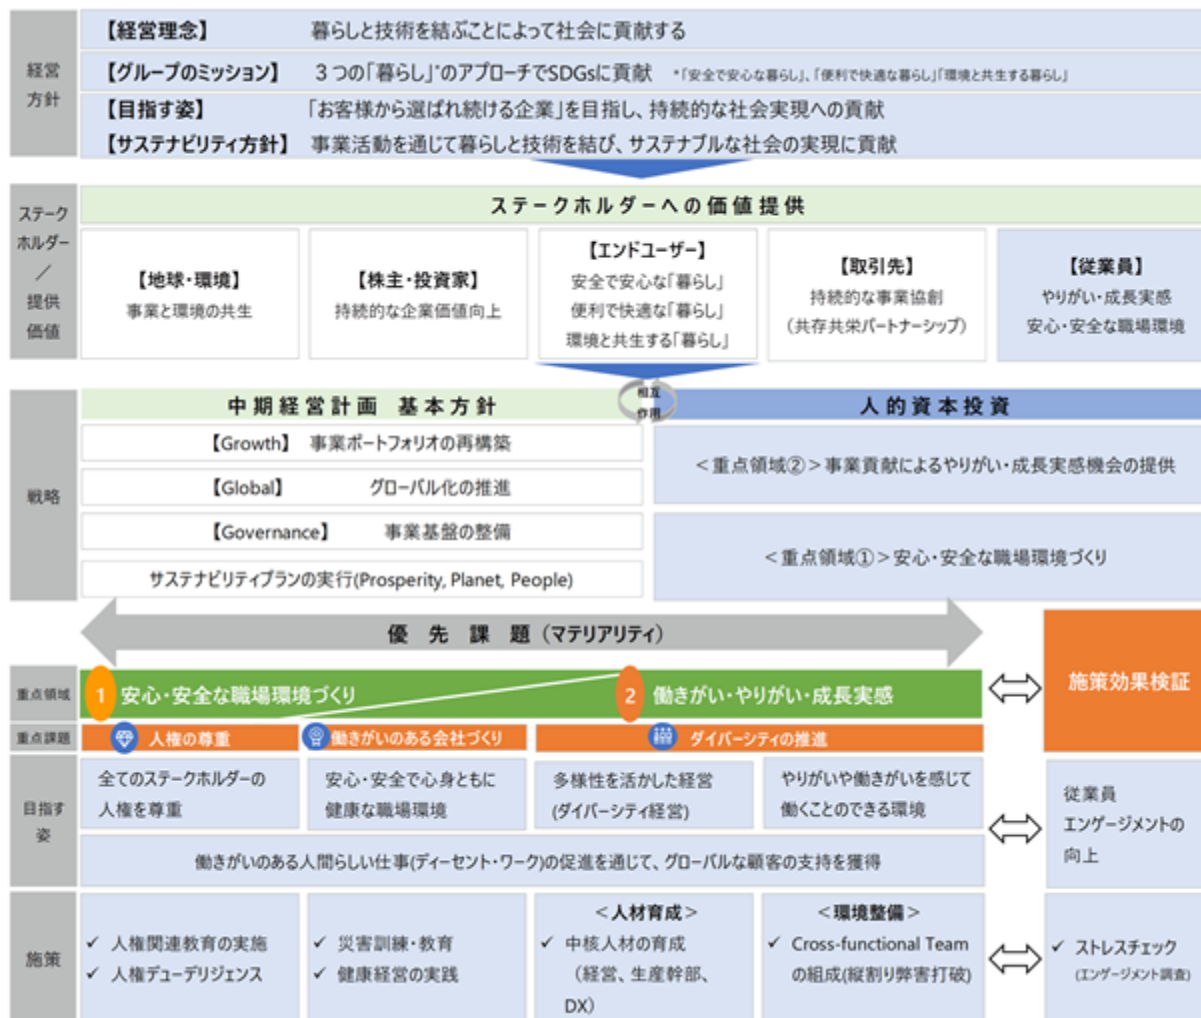 経営
方針
【経営理念】 暮らしと技術を結ぶことによって社会に貢献する
【グループのミッション】 3つの「暮らし」*のアプローチでSDGsに貢献 *「安全で安心な暮らし」、「便利で快適な暮らし」「環境と共生する暮らし」
【目指す姿】 「お客様から選ばれ続ける企業」を目指し、持続的な社会実現への貢献
【サステナビリティ方針】 事業活動を通じて暮らしと技術を結び、サステナブルな社会の実現に貢献
ステーク
ホルダー
／
提供
価値
ステークホルダーへの価値提供
【地球・環境】
事業と環境の共生
【株主・投資家】
持続的な企業価値向上
【エンドユーザー】
安全で安心な「暮らし」
便利で快適な「暮らし」
環境と共生する「暮らし」
【取引先】
持続的な事業協創
（共存共栄パートナーシップ）
【従業員】
やりがい・成長実感
安心・安全な職場環境
戦略
中期経営計画 基本方針
相互
作用
人的資本投資
【Growth】 事業ポートフォリオの再構築
【Global】 グローバル化の推進
【Governance】 事業基盤の整備
サステナビリティプランの実行(Prosperity, Planet, People)
＜重点領域②＞事業貢献によるやりがい・成長実感機会の提供
＜重点領域①＞安心・安全な職場環境づくり
優先課題（マテリアリティ）
重点領域
1 安心・安全な職場環境づくり
2 働きがい・やりがい・成長実感
施策効果検証
重点課題
人権の尊重
働きがいのある会社づくり
ダイバーシティの推進
目指す
姿
全てのステークホルダーの
人権を尊重
安心・安全で心身ともに
健康な職場環境
多様性を活かした経営
(ダイバーシティ経営)
やりがいや働きがいを感じて
働くことのできる環境
働きがいのある人間らしい仕事(ディーセント・ワーク)の促進を通じて、グローバルな顧客の支持を獲得
従業員
エンゲージメントの
向上
施策
✓ 人権関連教育の実施
✓ 人権デューデリジェンス
✓ 災害訓練・教育
✓ 健康経営の実践
＜人材育成＞
✓ 中核人材の育成
（経営、生産幹部、
DX）
＜環境整備＞
✓ Cross-functional Team
の組成(縦割り弊害打破)
✓ ストレスチェック
(エンゲージメント調査)